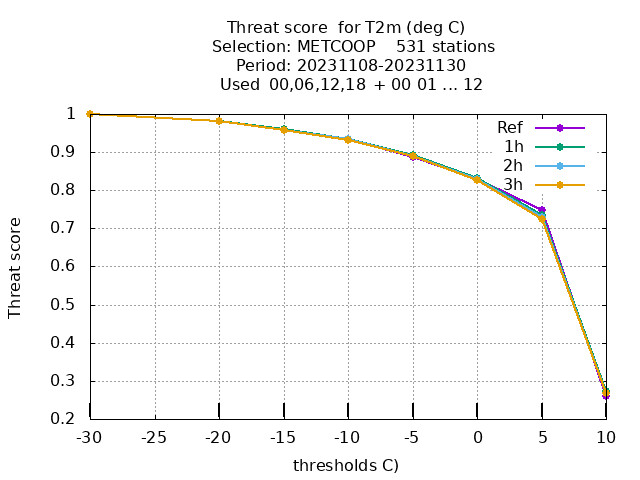 Threat score  for T2m (deg C)
Selection: METCOOP    531 stations
Period: 20231108-20231130
Used  00,06,12,18  + 00 01 ... 12
Threat score
1
0.9
0.8
0.7
0.6
0.5
0.4
0.3
0.2
Ref
1h
2h
3h
-30 -25 -20 -15 -10 -5 0 5 10
thresholds C)